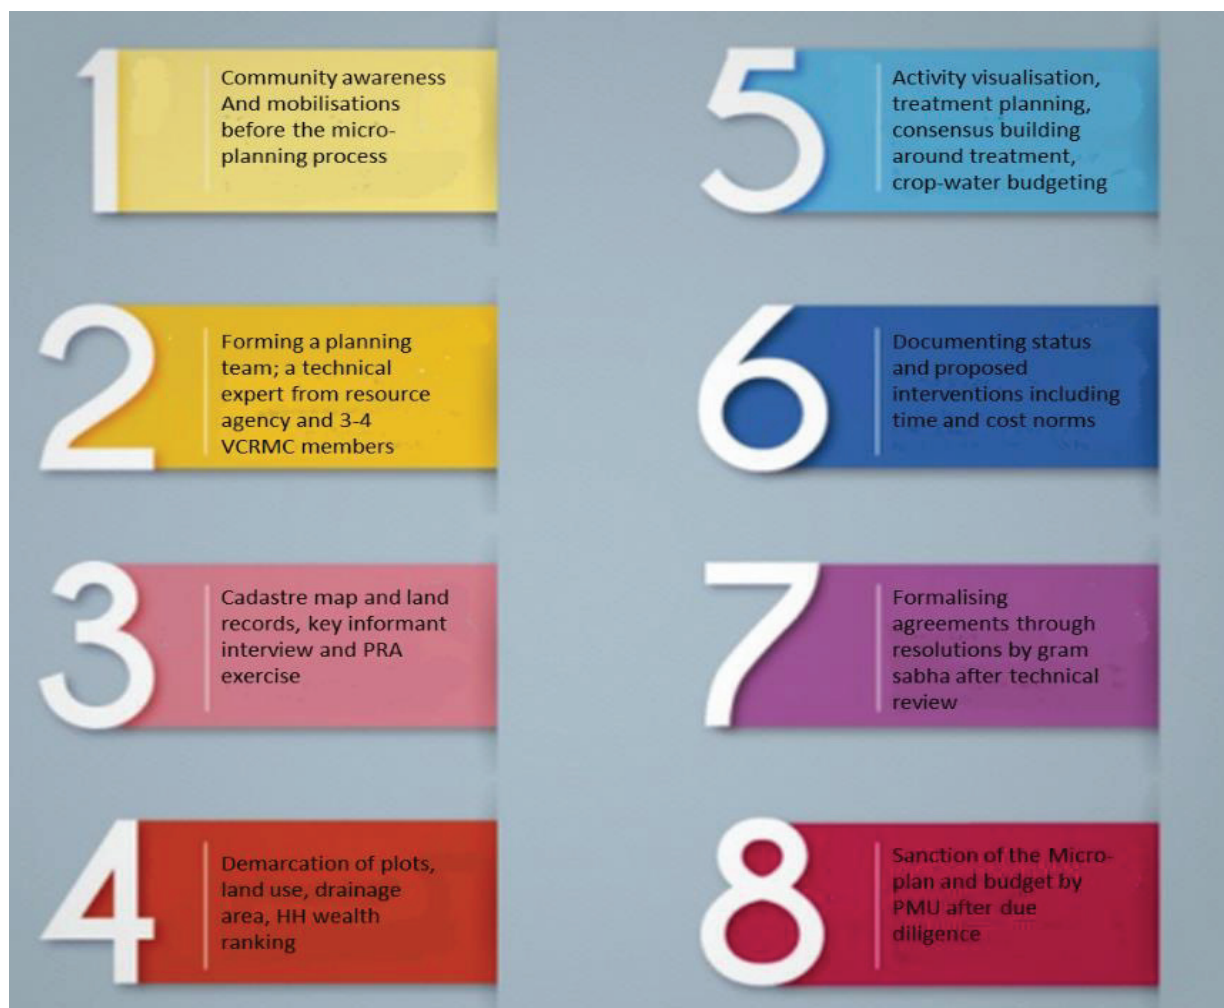 1
Community awareness
And mobilisations
before the micro-
planning process
2
Forming a planning
team; a technical
expert from resource
agency and 3-4
VCRMC members
3
Cadastre map and land
records, key informant
interview and PRA
exercise
4
Demarcation of plots,
land use, drainage
area, HH wealth
ranking
5
Activity visualisation,
treatment planning,
consensus building
around treatment,
crop-water budgeting
6
Documenting status
and proposed
interventions including
time and cost norms
7
Formalising
agreements through
resolutions by gram
sabha after technical
review
8
Sanction of the Micro-
plan and budget by
PMU after due
diligence